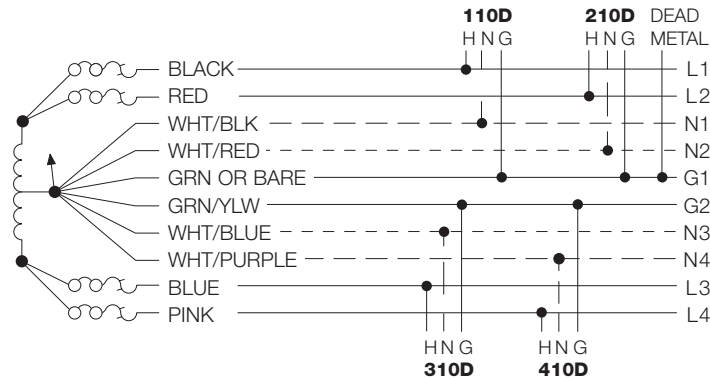 110D 210D DEAD
H N G H N G METAL
BLACK L1
RED L2
WHT/BLK N1
WHT/RED N2
GRN OR BARE G1
GRN/YLW G2
WHT/BLUE N3
WHT/PURPLE N4
BLUE L3
PINK L4
H N G H N G
310D 410D